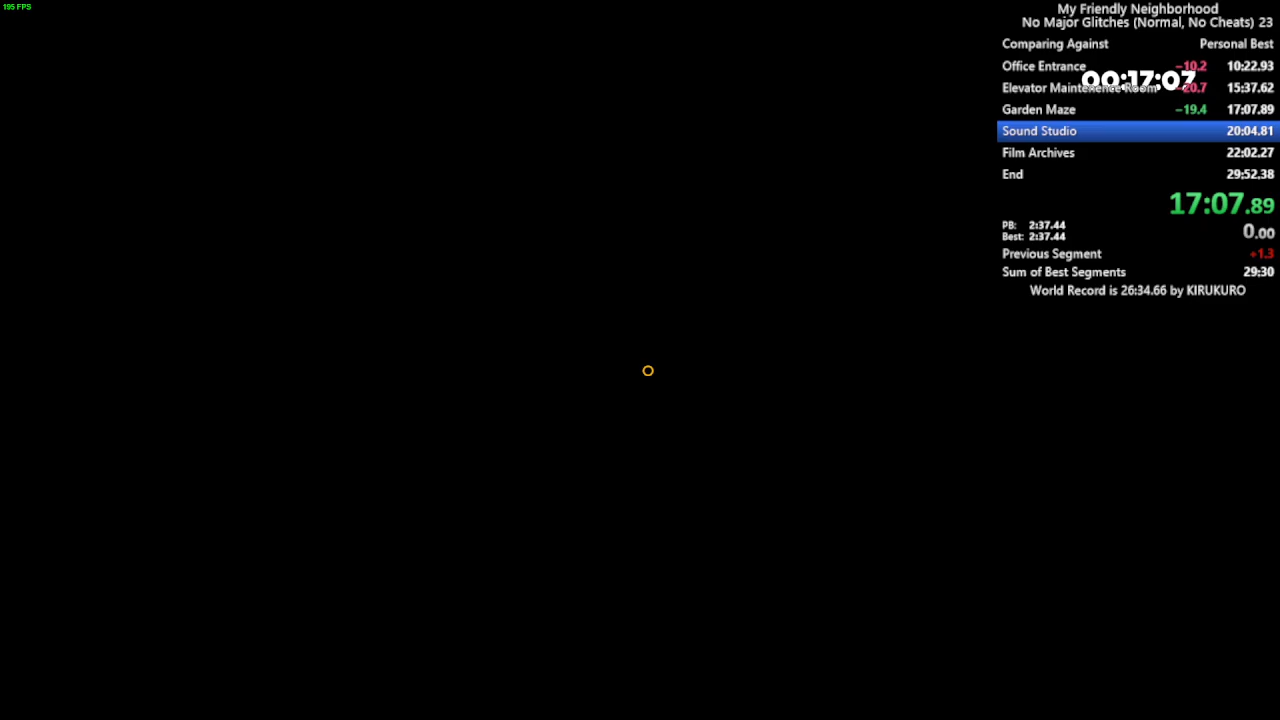 195 FPS
My Friendly Neighborhood
No Major Glitches (Normal, No Cheats) 23
Comparing Against Personal Best
Office Entrance −10.2 10:22.93
00:17:07
Elevator Maintenence Room −20.7 15:37.62
Garden Maze −19.4 17:07.89
Sound Studio 20:04.81
Film Archives 22:02.27
End 29:52.38
17:07.89
PB: 2:37.44
Best: 2:37.44
0.00
Previous Segment +1.3
Sum of Best Segments 29:30
World Record is 26:34.66 by KIRUKURO